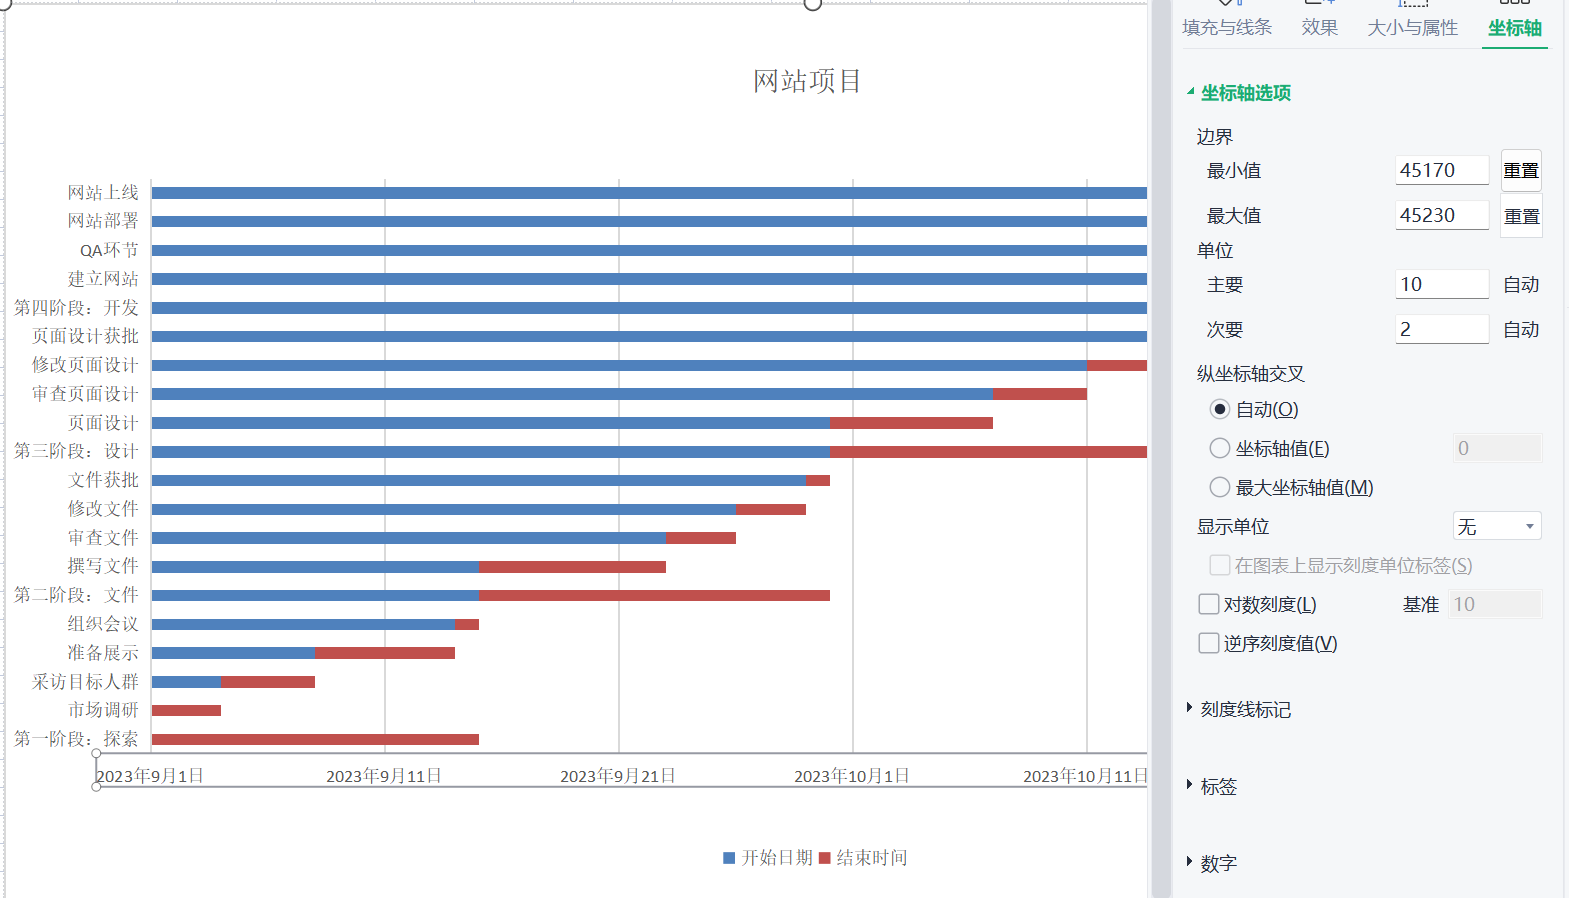 网站项目
网站上线
网站部署
QA环节
建立网站
第四阶段：开发
页面设计获批
修改页面设计
审查页面设计
页面设计
第三阶段：设计
文件获批
修改文件
审查文件
撰写文件
第二阶段：文件
组织会议
准备展示
采访目标人群
市场调研
第一阶段：探索
2023年9月1日 2023年9月11日 2023年9月21日 2023年10月1日 2023年10月11日
开始日期 结束时间
填充与线条 效果 大小与属性 坐标轴
坐标轴选项
边界
最小值 45170 重置
最大值 45230 重置
单位
主要 10 自动
次要 2 自动
纵坐标轴交叉
自动(O)
坐标轴值(E) 0
最大坐标轴值(M)
显示单位 无
在图表上显示刻度单位标签(S)
对数刻度(L) 基准 10
逆序刻度值(V)
刻度线标记
标签
数字